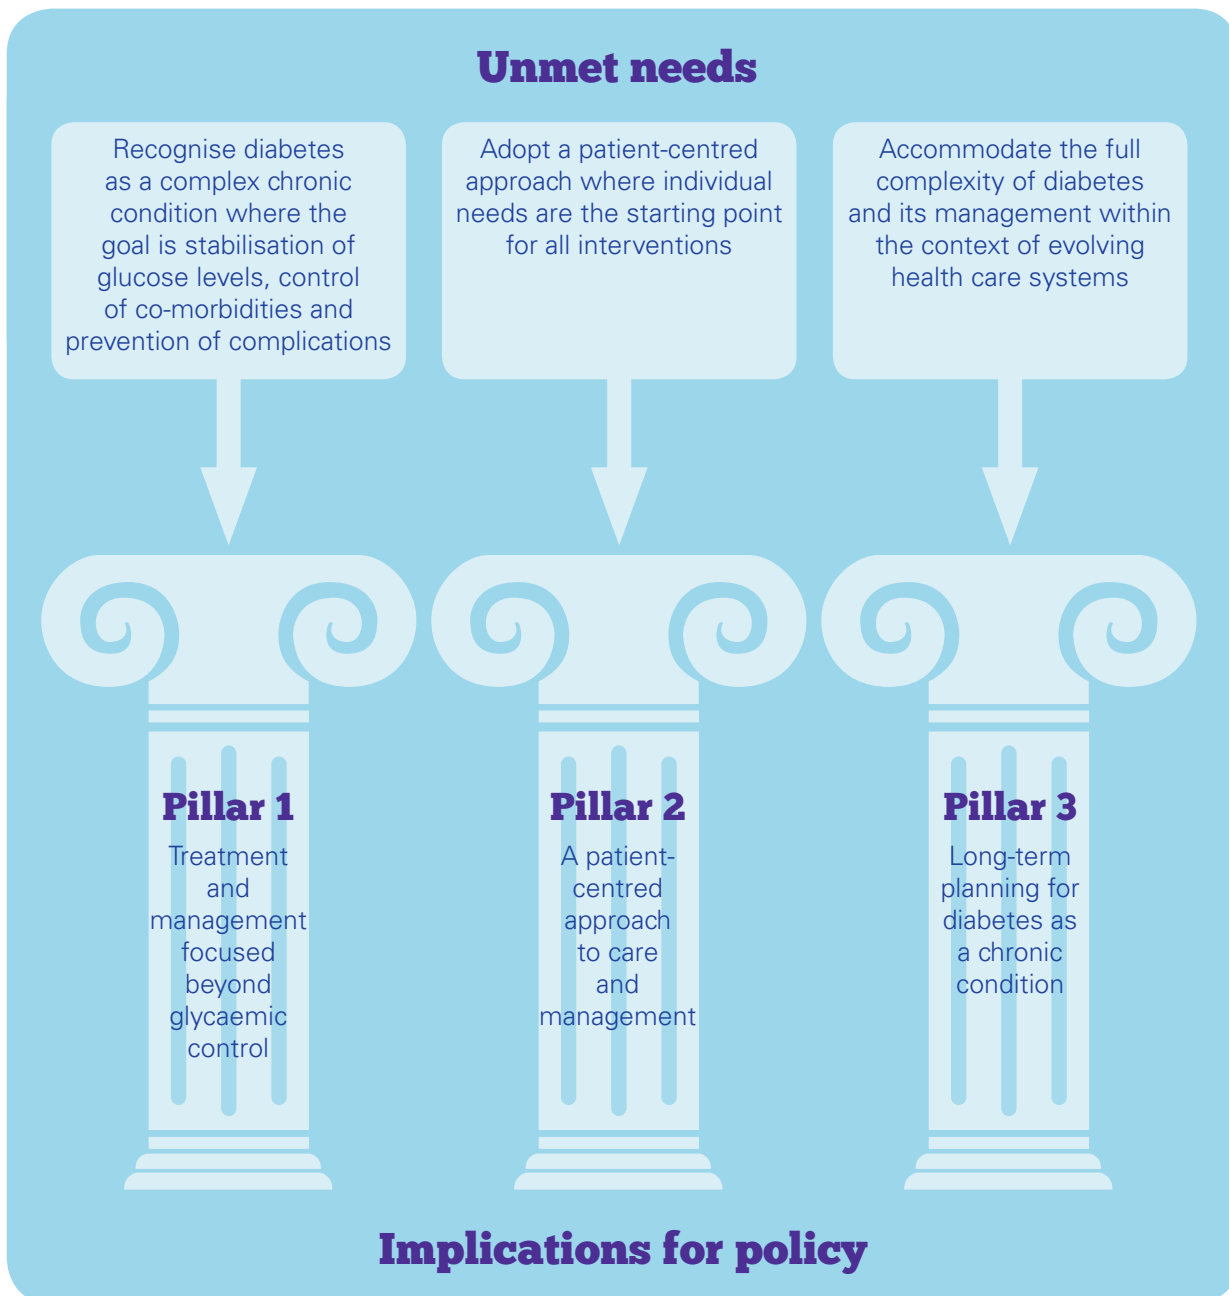 Unmet needs
Recognise diabetes
as a complex chronic
condition where the
goal is stabilisation of
glucose levels, control
of co-morbidities and
prevention of complications
Adopt a patient-centred
approach where individual
needs are the starting point
for all interventions
Accommodate the full
complexity of diabetes
and its management within
the context of evolving
health care systems
Pillar 1
Treatment
and
management
focused
beyond
glycaemic
control
Pillar 2
A patient-
centred
approach
to care
and
management
Pillar 3
Long-term
planning for
diabetes as
a chronic
condition
Implications for policy